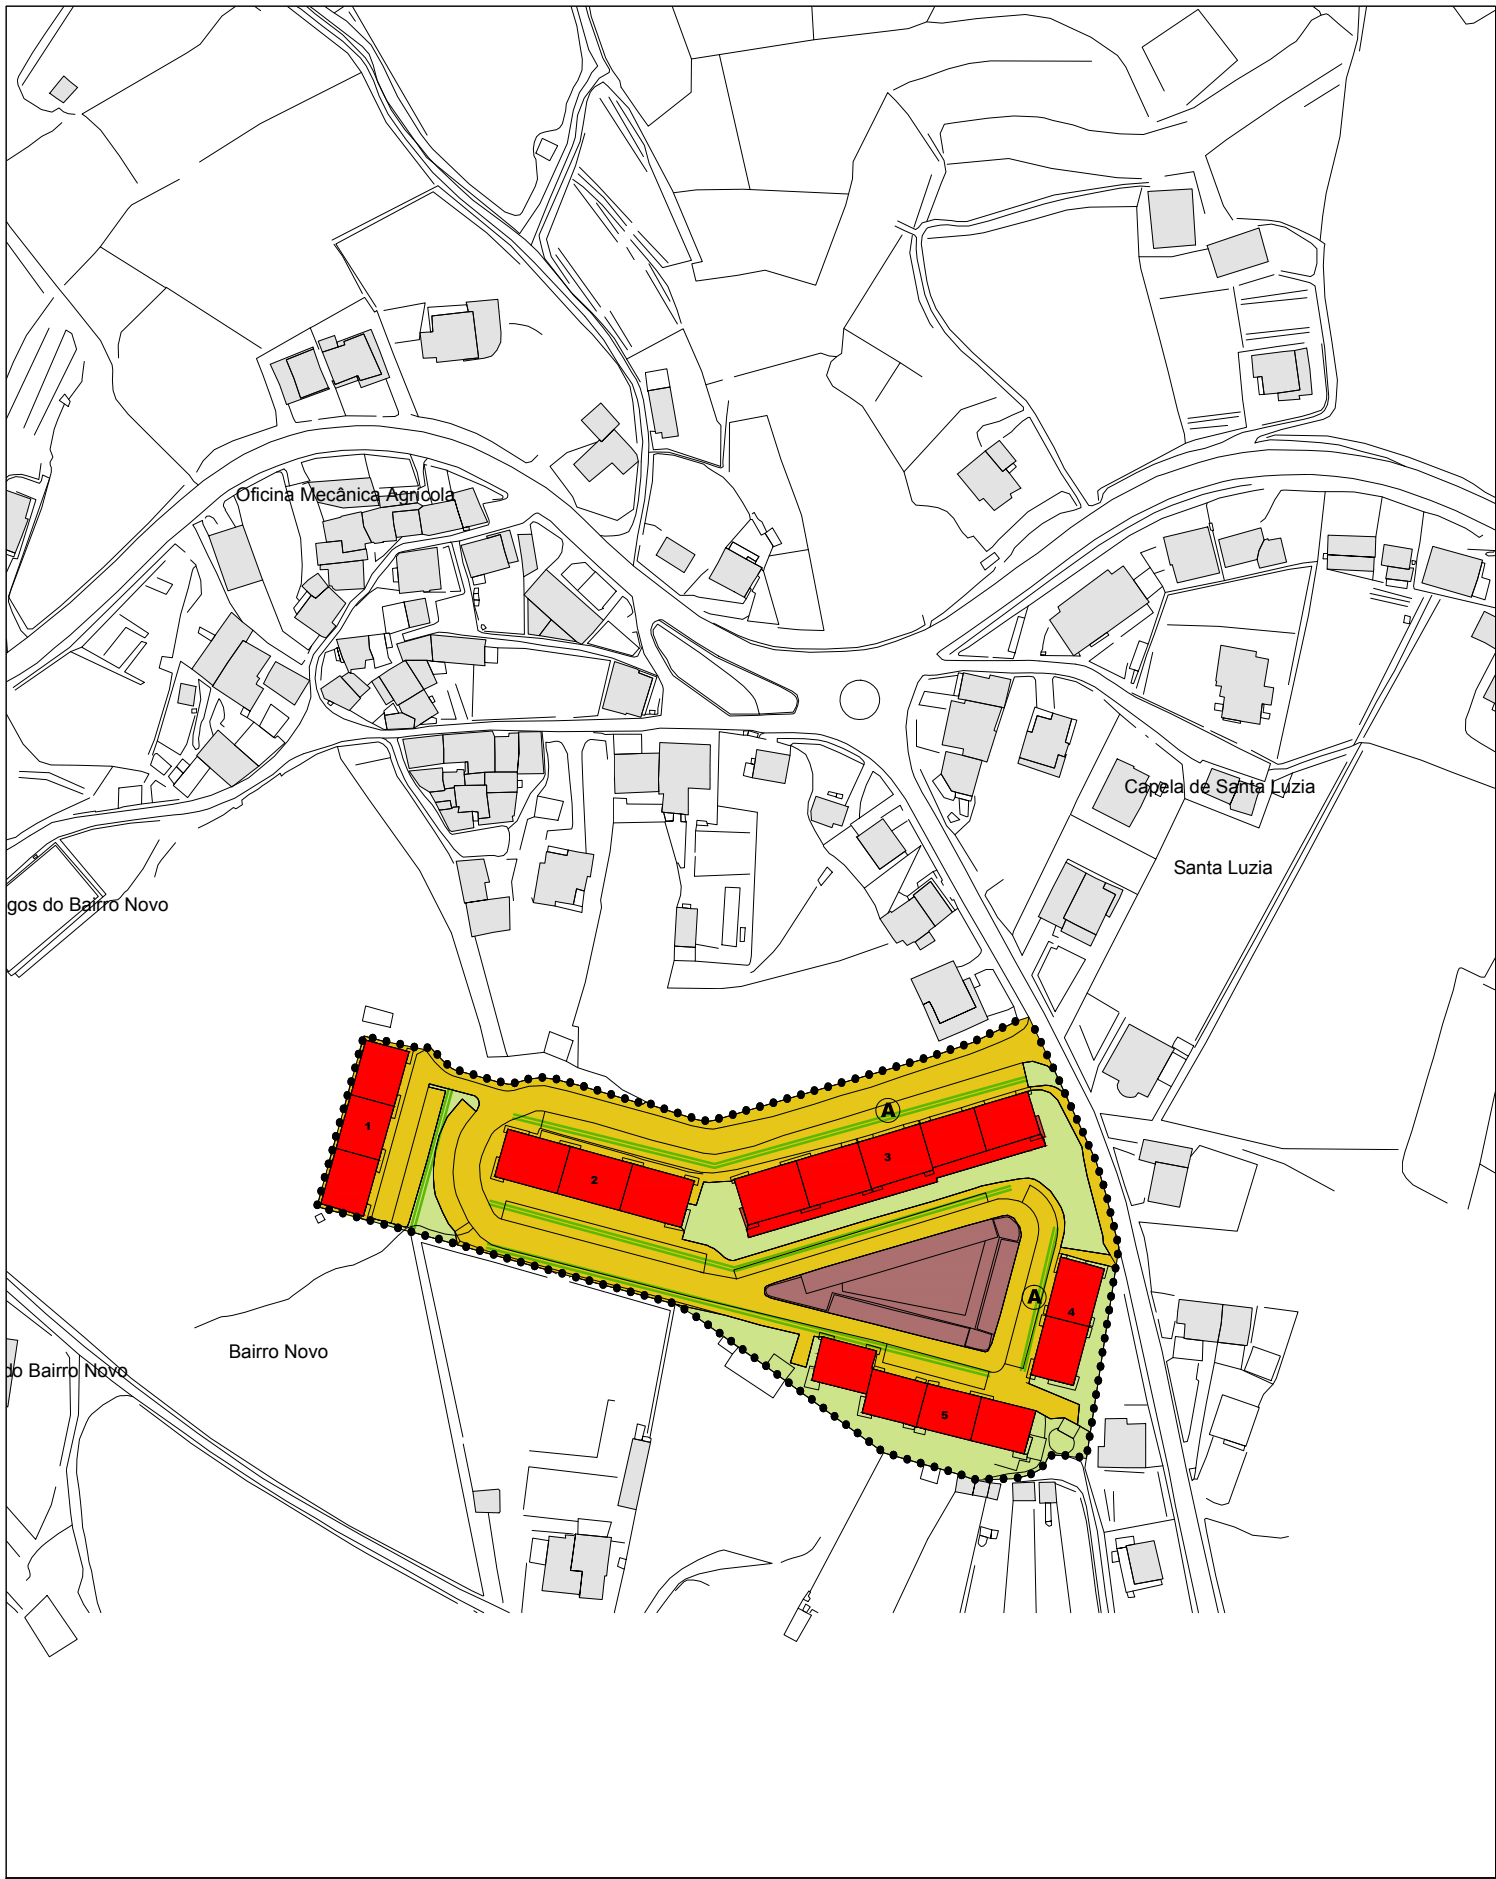 Oficina Mecânica Agrícola
Capela de Santa Luzia
Santa Luzia
gos do Bairro Novo
A
1
3
2
A
4
Bairro Novo
do Bairro Novo
5